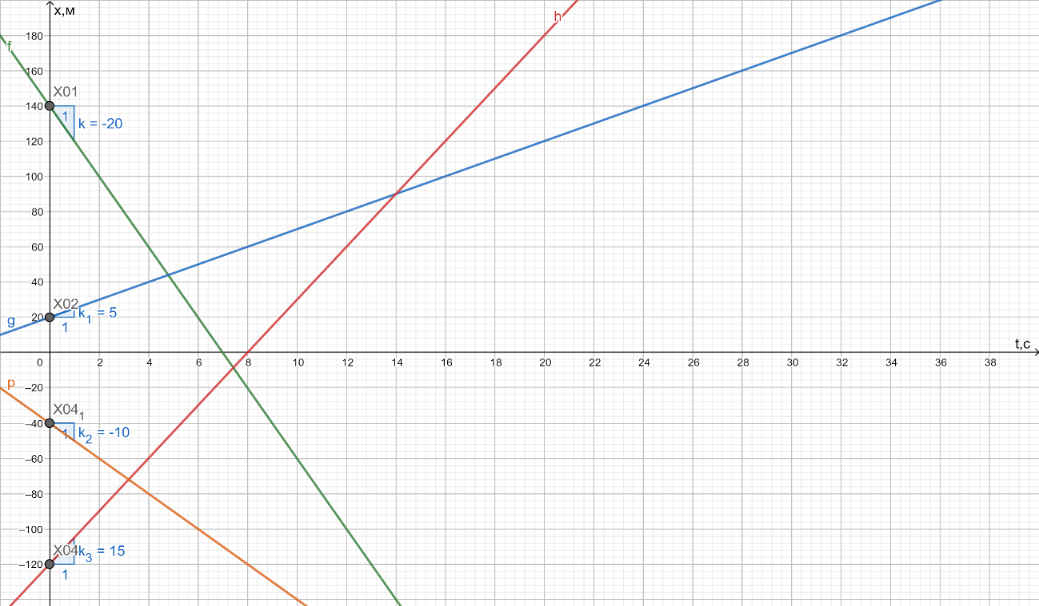 x,м
h
f
180
160
X01
140
1
k = -20
120
100
80
60
40
X02
20
k₁ = 5
g
1
t,c
0 2 4 6 8 10 12 14 16 18 20 22 24 26 28 30 32 34 36 38
p
–20
X04₁
–40
1
k₂ = -10
–60
–80
–100
X04
k₃ = 15
–120
1